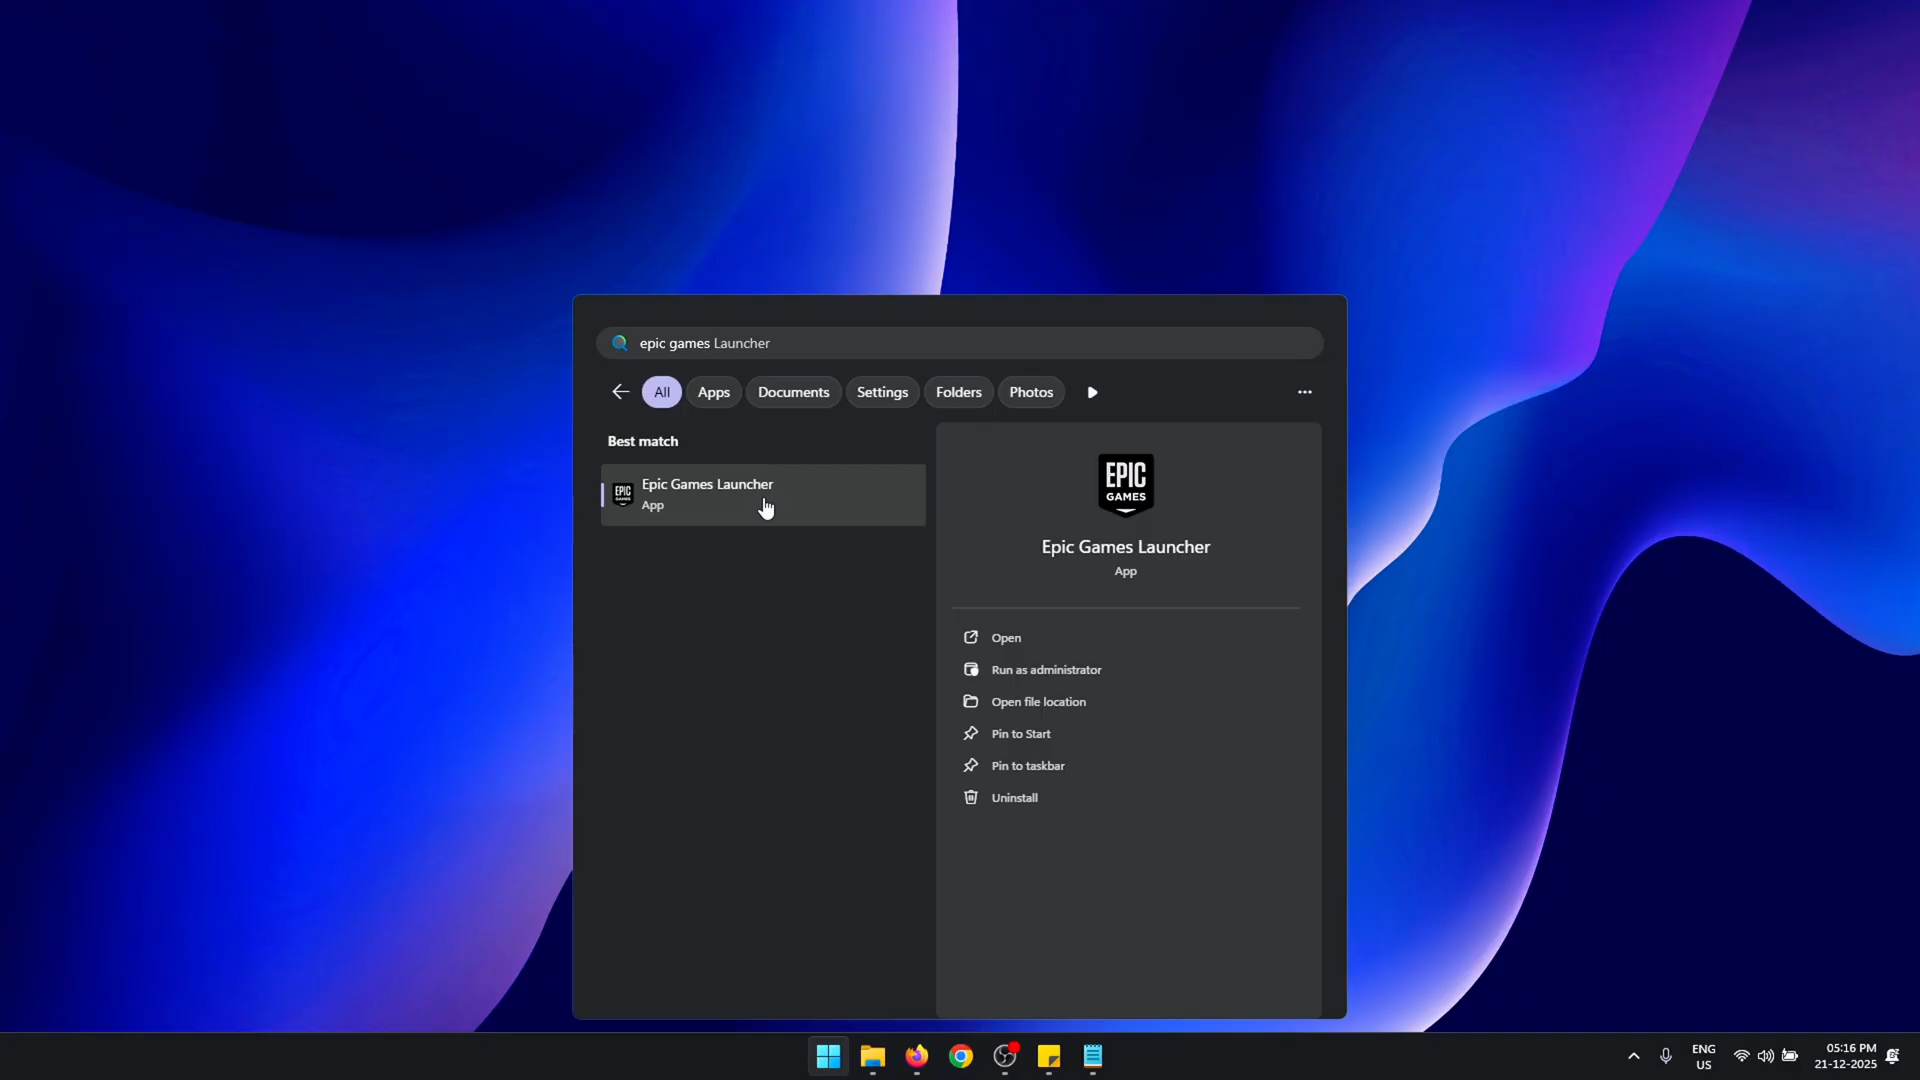 epic games Launcher
All Apps Documents Settings Folders Photos
Best match
Epic Games Launcher
App
EPIC
GAMES
EPIC
GAMES
Epic Games Launcher
App
Open
Run as administrator
Open file location
Pin to Start
Pin to taskbar
Uninstall
ENG
US
05:16 PM
21-12-2025